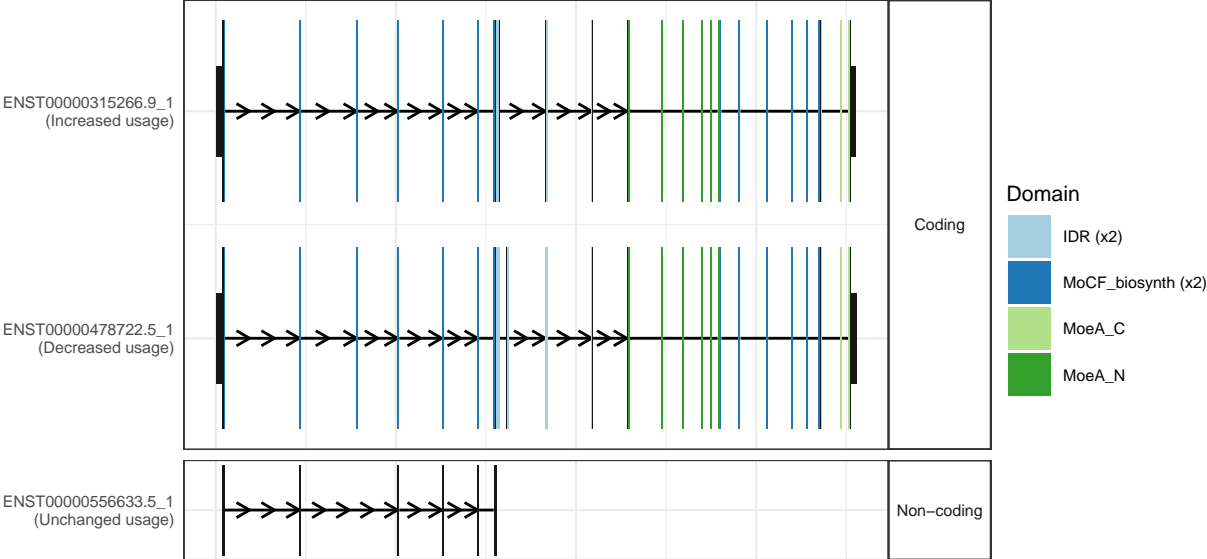 ENST00000315266.9_1
(Increased usage)
ENST00000478722.5_1
(Decreased usage)
Coding
ENST00000556633.5_1
(Unchanged usage)
Non−coding
Domain
IDR (x2)
MoCF_biosynth (x2)
MoeA_C
MoeA_N